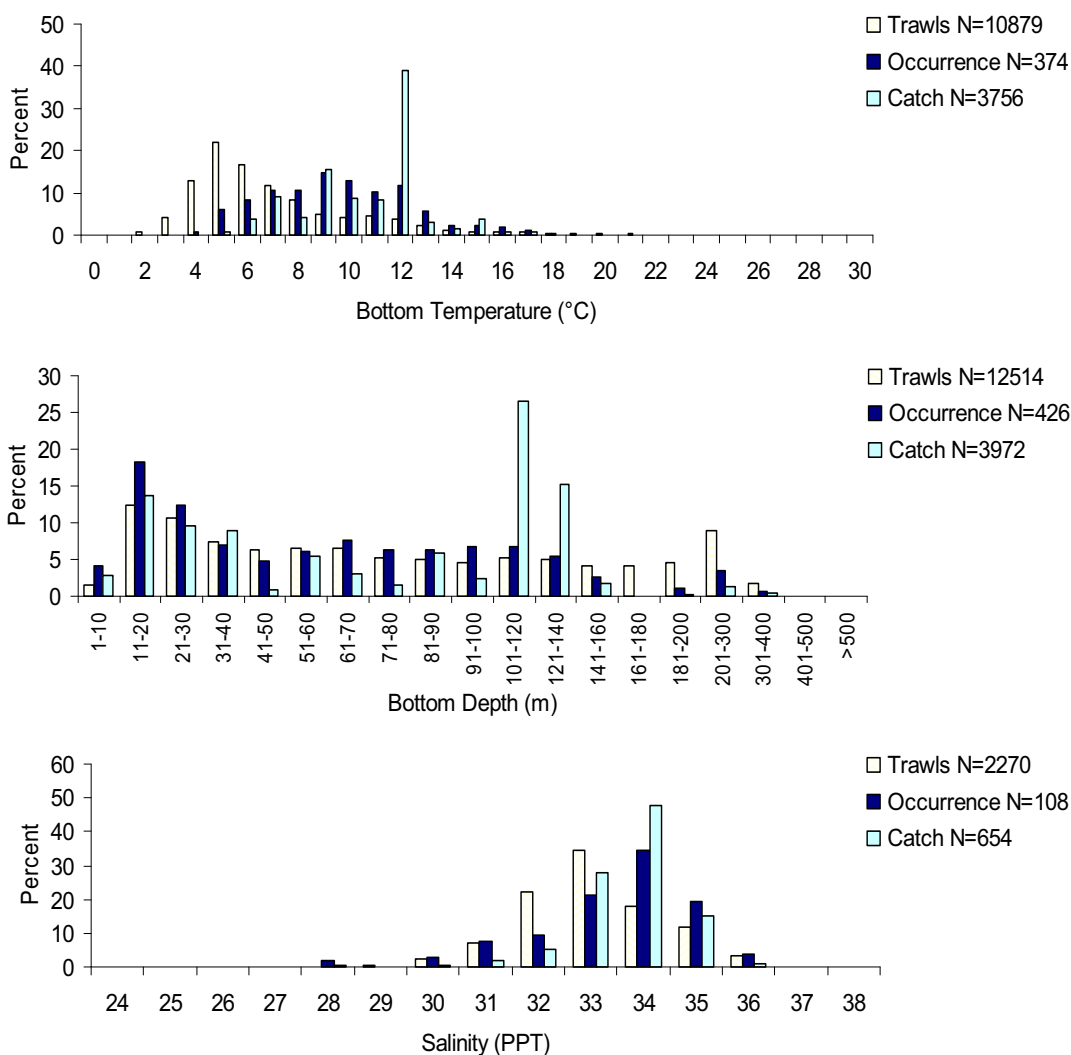 50
40
30
20
10
0
Percent
0 2 4 6 8 10 12 14 16 18 20 22 24 26 28 30
Bottom Temperature (°C)
Trawls N=10879
Occurrence N=374
Catch N=3756
30
25
20
15
10
5
0
Percent
1-10
11-20
21-30
31-40
41-50
51-60
61-70
71-80
81-90
91-100
101-120
121-140
141-160
161-180
181-200
201-300
301-400
401-500
>500
Bottom Depth (m)
Trawls N=12514
Occurrence N=426
Catch N=3972
60
50
40
30
20
10
0
Percent
24 25 26 27 28 29 30 31 32 33 34 35 36 37 38
Salinity (PPT)
Trawls N=2270
Occurrence N=108
Catch N=654